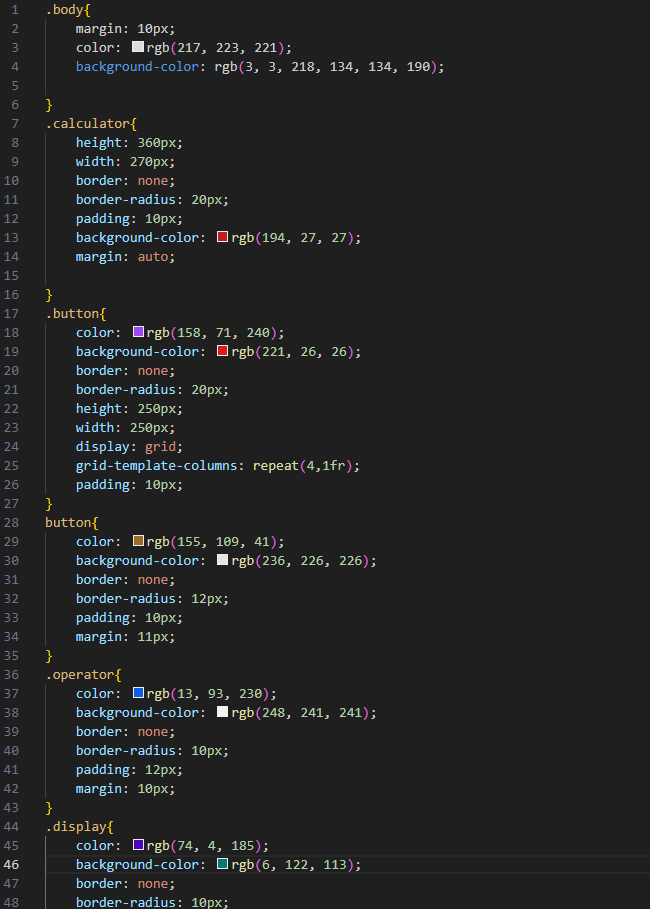 1 .body{
2 margin: 10px;
3 color: rgb(217, 223, 221);
4 background-color: rgb(3, 3, 218, 134, 134, 190);
5
6 }
7 .calculator{
8 height: 360px;
9 width: 270px;
10 border: none;
11 border-radius: 20px;
12 padding: 10px;
13 background-color: rgb(194, 27, 27);
14 margin: auto;
15
16 }
17 .button{
18 color: rgb(158, 71, 240);
19 background-color: rgb(221, 26, 26);
20 border: none;
21 border-radius: 20px;
22 height: 250px;
23 width: 250px;
24 display: grid;
25 grid-template-columns: repeat(4,1fr);
26 padding: 10px;
27 }
28 button{
29 color: rgb(155, 109, 41);
30 background-color: rgb(236, 226, 226);
31 border: none;
32 border-radius: 12px;
33 padding: 10px;
34 margin: 11px;
35 }
36 .operator{
37 color: rgb(13, 93, 230);
38 background-color: rgb(248, 241, 241);
39 border: none;
40 border-radius: 10px;
41 padding: 12px;
42 margin: 10px;
43 }
44 .display{
45 color: rgb(74, 4, 185);
46 background-color: rgb(6, 122, 113);
47 border: none;
48 border-radius: 10px;